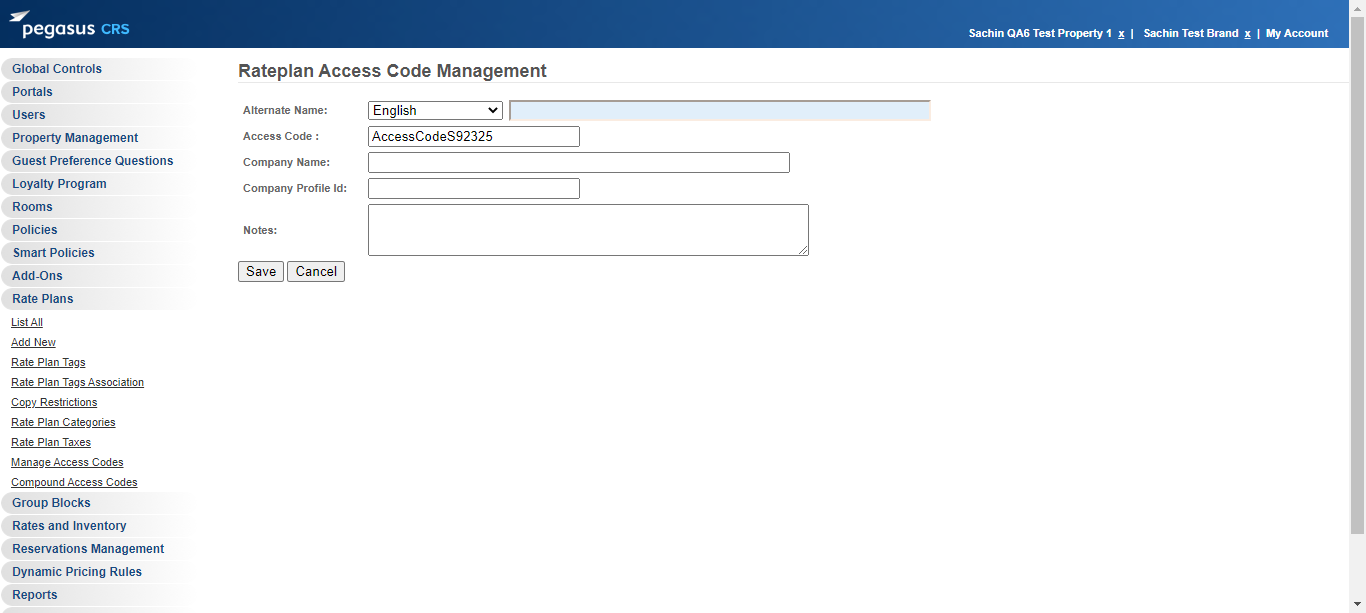 pegasus CRS
Sachin QA6 Test Property 1 x | Sachin Test Brand x | My Account
Global Controls
Portals
Users
Property Management
Guest Preference Questions
Loyalty Program
Rooms
Policies
Smart Policies
Add-Ons
Rate Plans
List All
Add New
Rate Plan Tags
Rate Plan Tags Association
Copy Restrictions
Rate Plan Categories
Rate Plan Taxes
Manage Access Codes
Compound Access Codes
Group Blocks
Rates and Inventory
Reservations Management
Dynamic Pricing Rules
Reports
Rateplan Access Code Management
Alternate Name: English
Access Code : AccessCodeS92325
Company Name:
Company Profile Id:
Notes:
Save Cancel